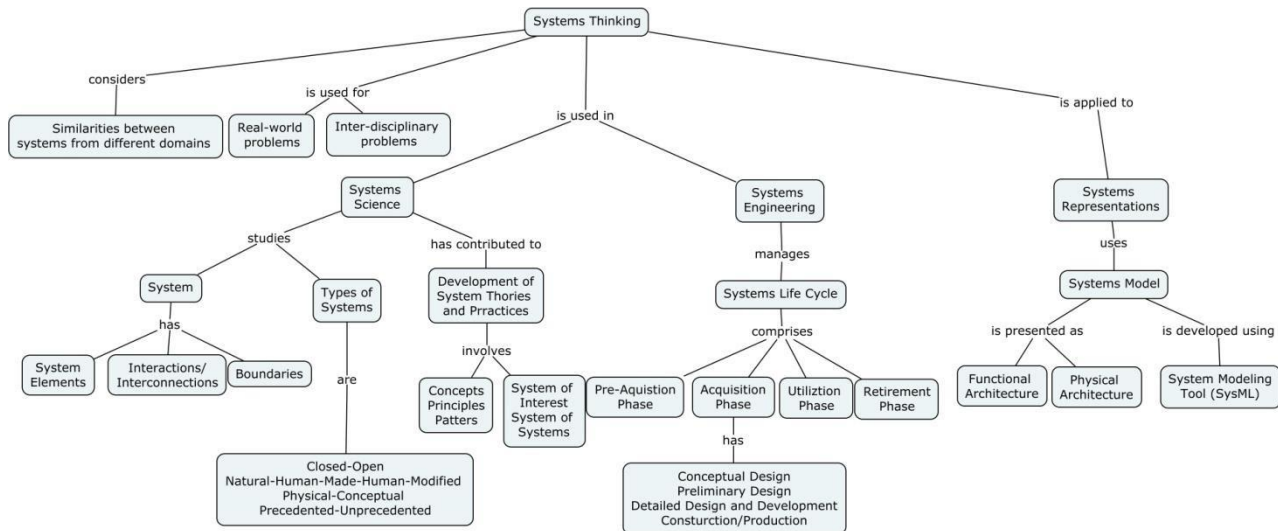 Systems Thinking
considers
is used for
is used in
is applied to
Similarities between
systems from different domains
Real-world
problems
Inter-disciplinary
problems
Systems
Science
Systems
Engineering
Systems
Representations
studies
has contributed to
manages
uses
System
Types of
Systems
Development of
System Thories
and Prractices
Systems Life Cycle
Systems Model
has
are
involves
comprises
is presented as
is developed using
System
Elements
Interactions/
Interconnections
Boundaries
Concepts
Principles
Patters
System of
Interest
System of
Systems
Pre-Aquistion
Phase
Acquisition
Phase
Utiliztion
Phase
Retirement
Phase
Functional
Architecture
Physical
Architecture
System Modeling
Tool (SysML)
has
Closed-Open
Natural-Human-Made-Human-Modified
Physical-Conceptual
Precedented-Unprecedented
Conceptual Design
Preliminary Design
Detailed Design and Development
Consturction/Production